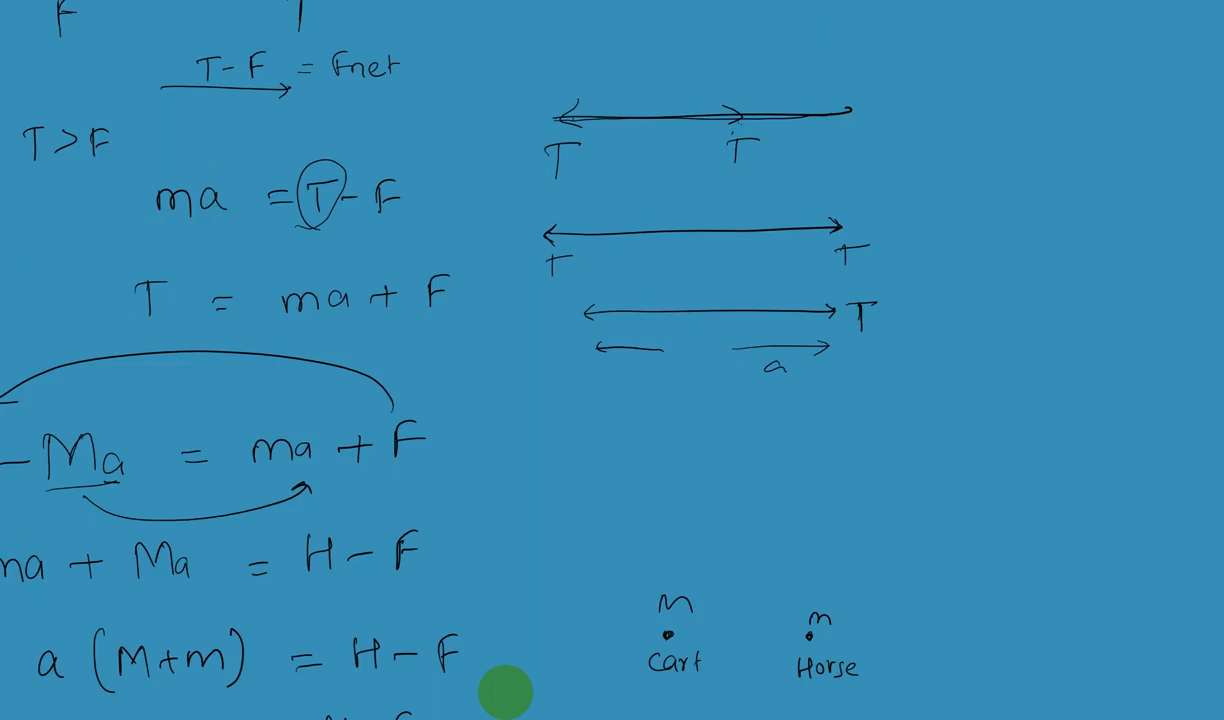 F T
T - F = Fnet
T > F
ma = T - F
T = ma + F
- Ma = ma + F
ma + Ma = H - F
a (M+m) = H - F
T T
T T
T
a
M m
Cart Horse